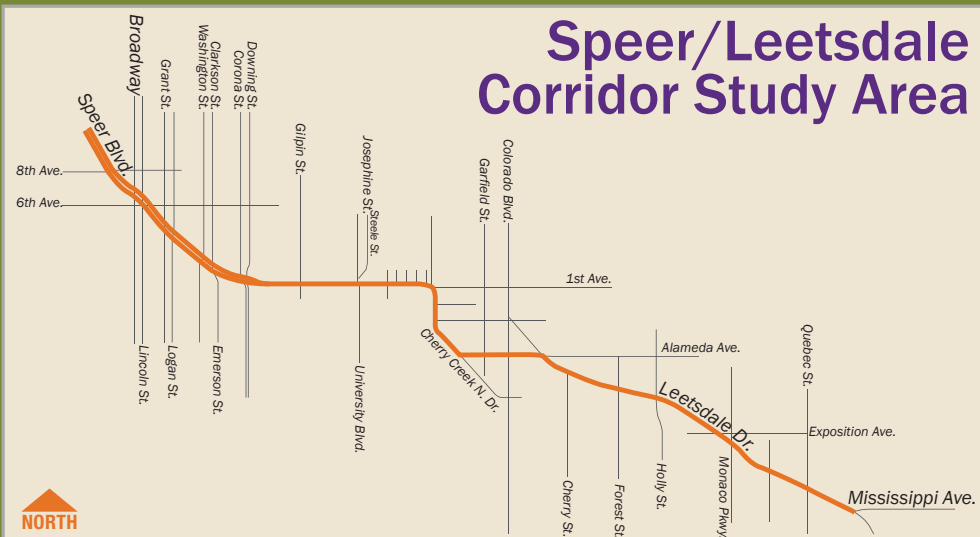 Speer/Leetsdale
Corridor Study Area
Broadway
Grant St.
Washington St.
Clarkson St.
Corona St.
Downing St.
Speer Blvd.
Gilpin St.
Josephine St.
Steele St.
Garfield St.
Colorado Blvd.
8th Ave.
6th Ave.
1st Ave.
Lincoln St.
Logan St.
Emerson St.
University Blvd.
Cherry Creek N. Dr.
Alameda Ave.
Quebec St.
Leetsdale Dr.
Exposition Ave.
Cherry St.
Forest St.
Holly St.
Monaco Pkwy.
Mississippi Ave.
NORTH